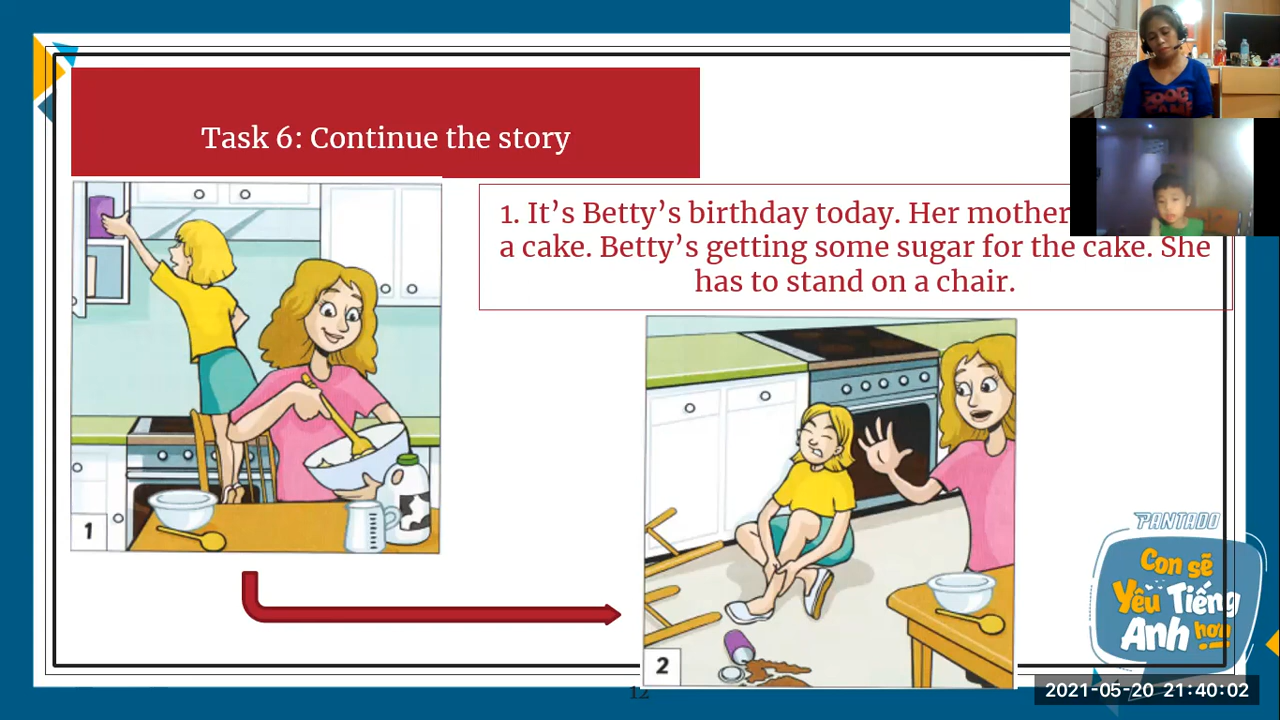 Task 6: Continue the story
1. It’s Betty’s birthday today. Her mother
a cake. Betty’s getting some sugar for the cake. She
has to stand on a chair.
1
2
PANTADO
Con sẽ
Yêu Tiếng
Anh hơn
12
2021-05-20 21:40:02